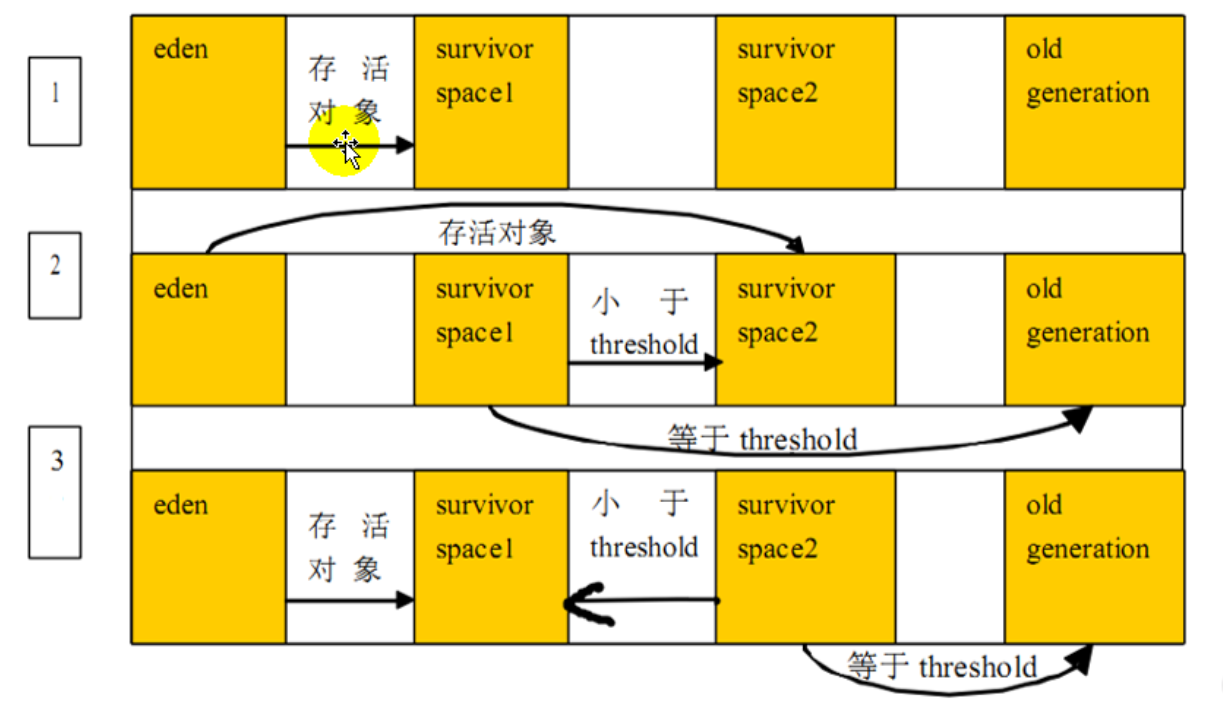 1
eden
存 活
对 象
survivor
space1
survivor
space2
old
generation
存活对象
2
eden
survivor
space1
小 于
threshold
survivor
space2
old
generation
等于 threshold
3
eden
存 活
对 象
survivor
space1
小 于
threshold
survivor
space2
old
generation
等于 threshold